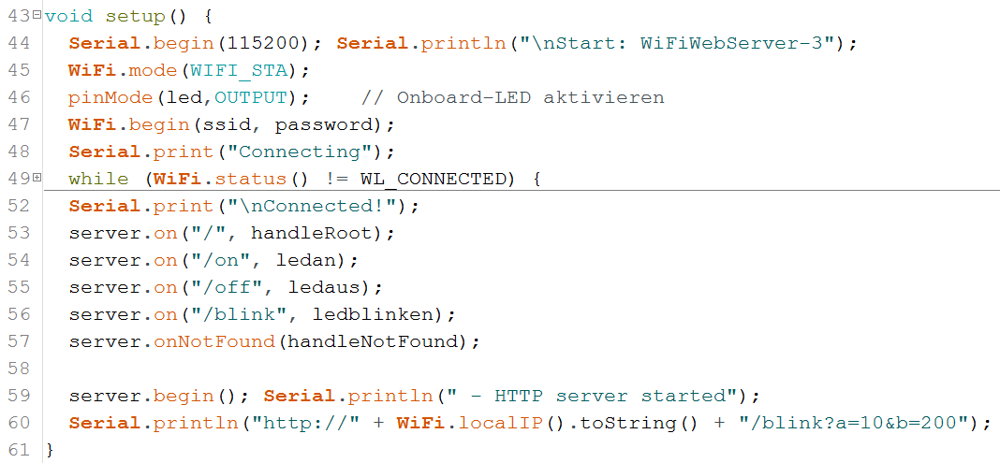 43 void setup() {
44   Serial.begin(115200); Serial.println("\nStart: WiFiWebServer-3");
45   WiFi.mode(WIFI_STA);
46   pinMode(led,OUTPUT);    // Onboard-LED aktivieren
47   WiFi.begin(ssid, password);
48   Serial.print("Connecting");
49   while (WiFi.status() != WL_CONNECTED) {
52   Serial.print("\nConnected!");
53   server.on("/", handleRoot);
54   server.on("/on", ledan);
55   server.on("/off", ledaus);
56   server.on("/blink", ledblinken);
57   server.onNotFound(handleNotFound);
58
59   server.begin(); Serial.println(" - HTTP server started");
60   Serial.println("http://" + WiFi.localIP().toString() + "/blink?a=10&b=200");
61 }